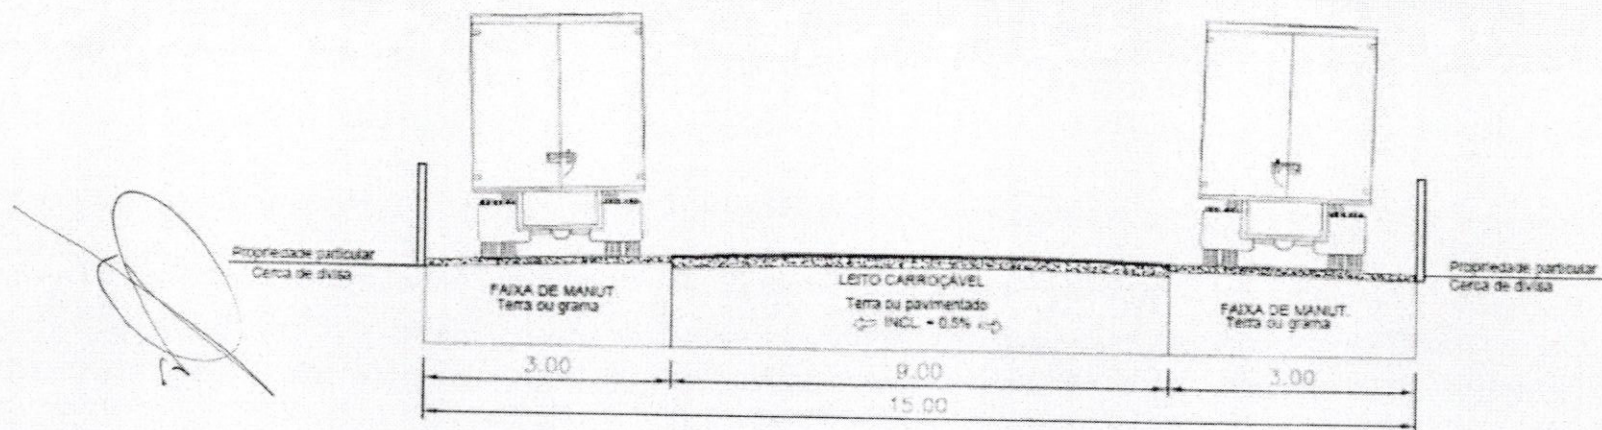 Propriedade particular
Cerca de divisa
FAIXA DE MANUT.
Terra ou grama
LEITO CARROÇÁVEL
Terra ou pavimentado
INCL. = 0.5%
FAIXA DE MANUT.
Terra ou grama
Propriedade particular
Cerca de divisa
3.00
9.00
3.00
15.00